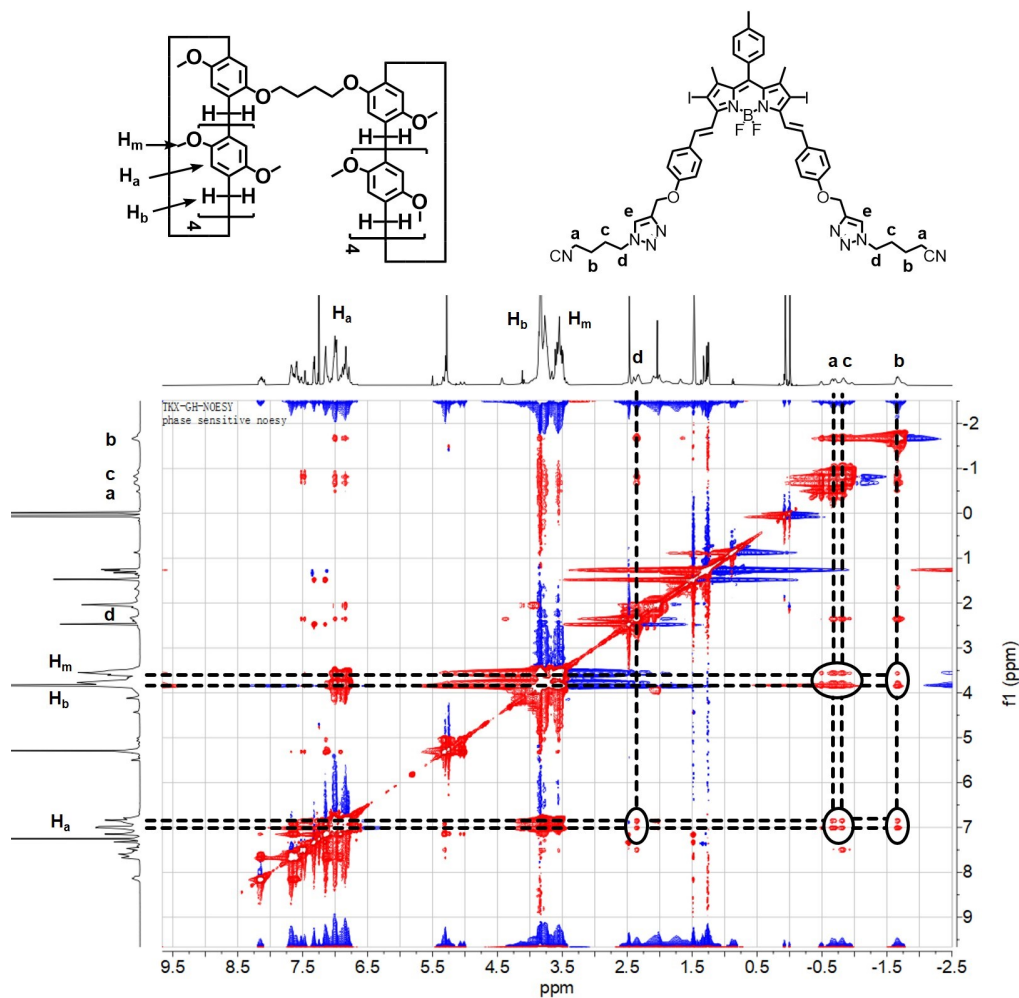 O
O
O
O
O
H H
H H
Hm
O
O
O
O
Ha
Hb
H H
H H
4
4
I
N
N
I
B
F F
O
O
e
e
a
c
N
N
N
N
N
N
c
a
CN
b
d
d
b
CN
Ha
Hb
Hm
d
a c
b
TKX-GH-NOESY
phase sensitive noesy
b
c
a
d
Hm
Hb
Ha
-2
-1
0
1
2
3
4
5
6
7
8
9
f1 (ppm)
9.5 8.5 7.5 6.5 5.5 4.5 3.5 2.5 1.5 0.5 -0.5 -1.5 -2.5
ppm